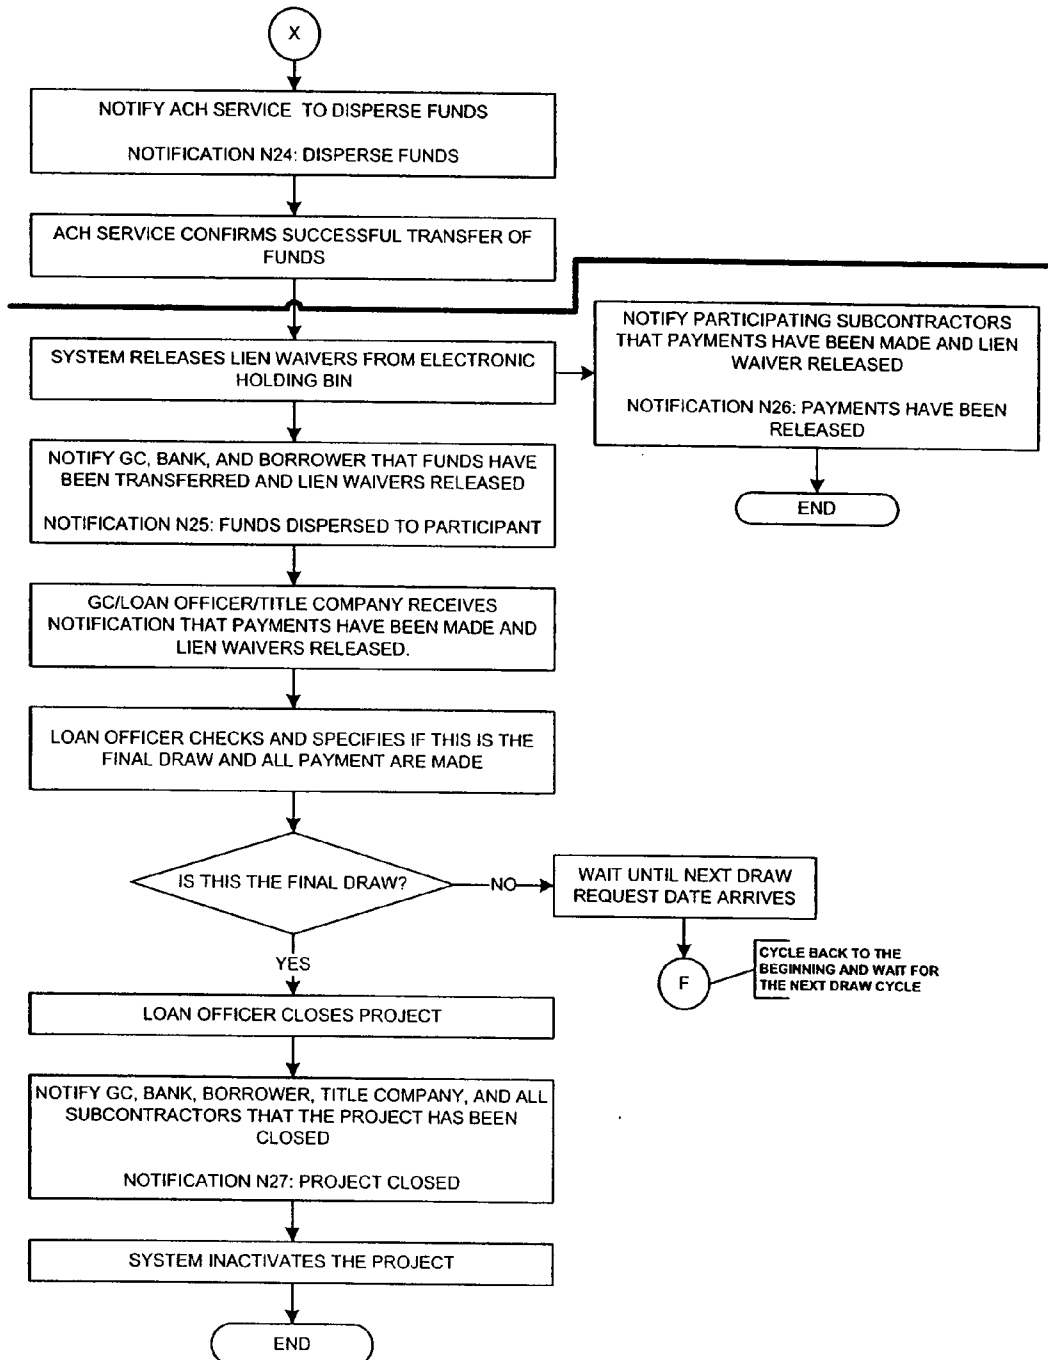 X
NOTIFY ACH SERVICE TO DISPERSE FUNDS
NOTIFICATION N24: DISPERSE FUNDS
ACH SERVICE CONFIRMS SUCCESSFUL TRANSFER OF
FUNDS
SYSTEM RELEASES LIEN WAIVERS FROM ELECTRONIC
HOLDING BIN
NOTIFY PARTICIPATING SUBCONTRACTORS
THAT PAYMENTS HAVE BEEN MADE AND LIEN
WAIVER RELEASED
NOTIFICATION N26: PAYMENTS HAVE BEEN
RELEASED
END
NOTIFY GC, BANK, AND BORROWER THAT FUNDS HAVE
BEEN TRANSFERRED AND LIEN WAIVERS RELEASED
NOTIFICATION N25: FUNDS DISPERSED TO PARTICIPANT
GC/LOAN OFFICER/TITLE COMPANY RECEIVES
NOTIFICATION THAT PAYMENTS HAVE BEEN MADE AND
LIEN WAIVERS RELEASED.
LOAN OFFICER CHECKS AND SPECIFIES IF THIS IS THE
FINAL DRAW AND ALL PAYMENT ARE MADE
IS THIS THE FINAL DRAW?
NO
WAIT UNTIL NEXT DRAW
REQUEST DATE ARRIVES
F
CYCLE BACK TO THE
BEGINNING AND WAIT FOR
THE NEXT DRAW CYCLE
YES
LOAN OFFICER CLOSES PROJECT
NOTIFY GC, BANK, BORROWER, TITLE COMPANY, AND ALL
SUBCONTRACTORS THAT THE PROJECT HAS BEEN
CLOSED
NOTIFICATION N27: PROJECT CLOSED
SYSTEM INACTIVATES THE PROJECT
END